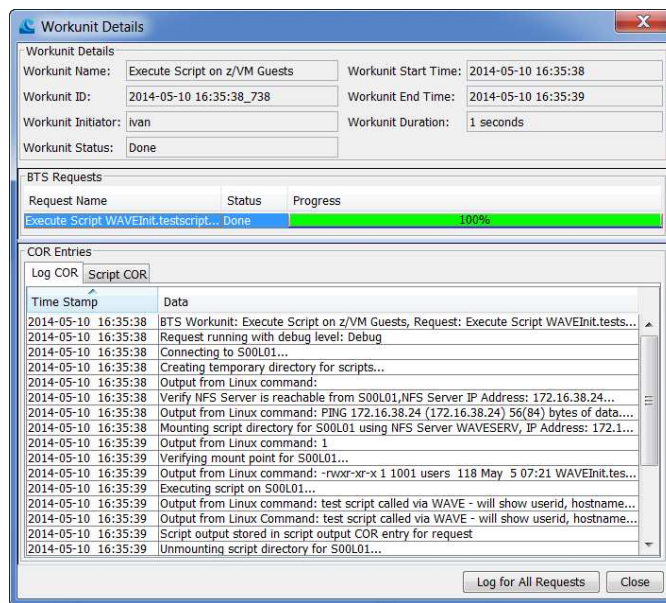 Workunit Details
Workunit Details
Workunit Name: Execute Script on z/VM Guests Workunit Start Time: 2014-05-10 16:35:38
Workunit ID: 2014-05-10 16:35:38_738 Workunit End Time: 2014-05-10 16:35:39
Workunit Initiator: ivan Workunit Duration: 1 seconds
Workunit Status: Done
BTS Requests
Request Name Status Progress
Execute Script WAVEInit.testscript... Done 100%
COR Entries
Log COR Script COR
Time Stamp Data
2014-05-10 16:35:38 BTS Workunit: Execute Script on z/VM Guests, Request: Execute Script WAVEInit.tests...
2014-05-10 16:35:38 Request running with debug level: Debug
2014-05-10 16:35:38 Connecting to S00L01...
2014-05-10 16:35:38 Creating temporary directory for scripts...
2014-05-10 16:35:38 Output from Linux command:
2014-05-10 16:35:38 Verify NFS Server is reachable from S00L01,NFS Server IP Address: 172.16.38.24...
2014-05-10 16:35:38 Output from Linux command: PING 172.16.38.24 (172.16.38.24) 56(84) bytes of data....
2014-05-10 16:35:38 Mounting script directory for S00L01 using NFS Server WAVESERV, IP Address: 172.1...
2014-05-10 16:35:39 Output from Linux command: 1
2014-05-10 16:35:39 Verifying mount point for S00L01...
2014-05-10 16:35:39 Output from Linux command: -rwxr-xr-x 1 1001 users 118 May 5 07:21 WAVEInit.tes...
2014-05-10 16:35:39 Executing script on S00L01...
2014-05-10 16:35:39 Output from Linux command: test script called via WAVE - will show userid, hostname...
2014-05-10 16:35:39 Output from Linux Command: test script called via WAVE - will show userid, hostname...
2014-05-10 16:35:39 Script output stored in script output COR entry for request
2014-05-10 16:35:39 Unmounting script directory for S00L01...
Log for All Requests Close